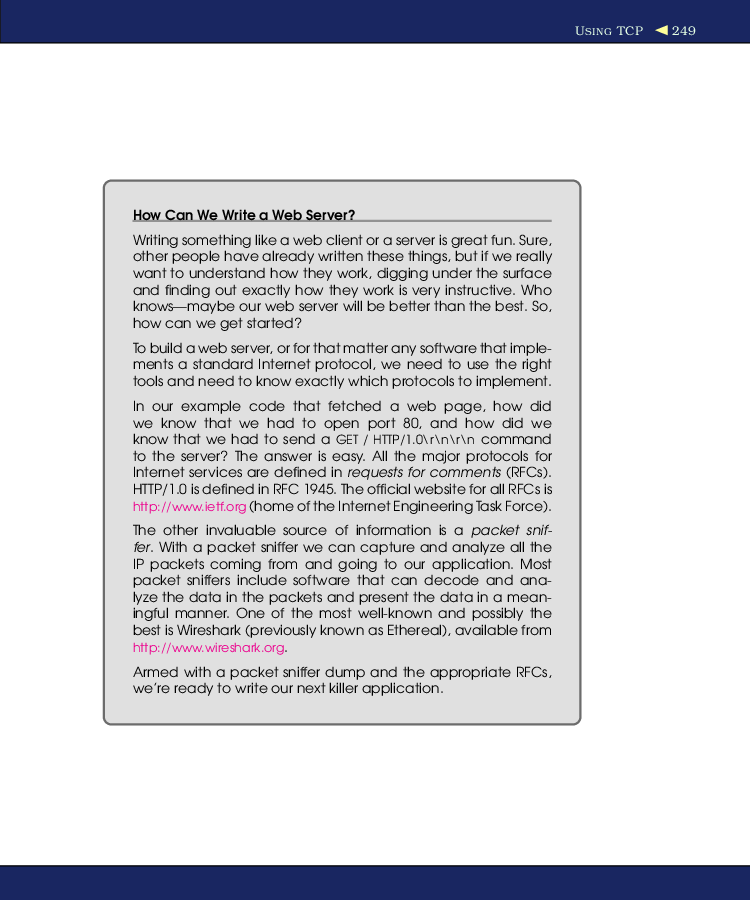 USING TCP ◀ 249
How Can We Write a Web Server?
Writing something like a web client or a server is great fun. Sure,
other people have already written these things, but if we really
want to understand how they work, digging under the surface
and finding out exactly how they work is very instructive. Who
knows—maybe our web server will be better than the best. So,
how can we get started?
To build a web server, or for that matter any software that imple-
ments a standard Internet protocol, we need to use the right
tools and need to know exactly which protocols to implement.
In our example code that fetched a web page, how did
we know that we had to open port 80, and how did we
know that we had to send a GET / HTTP/1.0\r\n\r\n command
to the server? The answer is easy. All the major protocols for
Internet services are defined in requests for comments (RFCs).
HTTP/1.0 is defined in RFC 1945. The official website for all RFCs is
http://www.ietf.org (home of the Internet Engineering Task Force).
The other invaluable source of information is a packet snif-
fer. With a packet sniffer we can capture and analyze all the
IP packets coming from and going to our application. Most
packet sniffers include software that can decode and ana-
lyze the data in the packets and present the data in a mean-
ingful manner. One of the most well-known and possibly the
best is Wireshark (previously known as Ethereal), available from
http://www.wireshark.org.
Armed with a packet sniffer dump and the appropriate RFCs,
we're ready to write our next killer application.